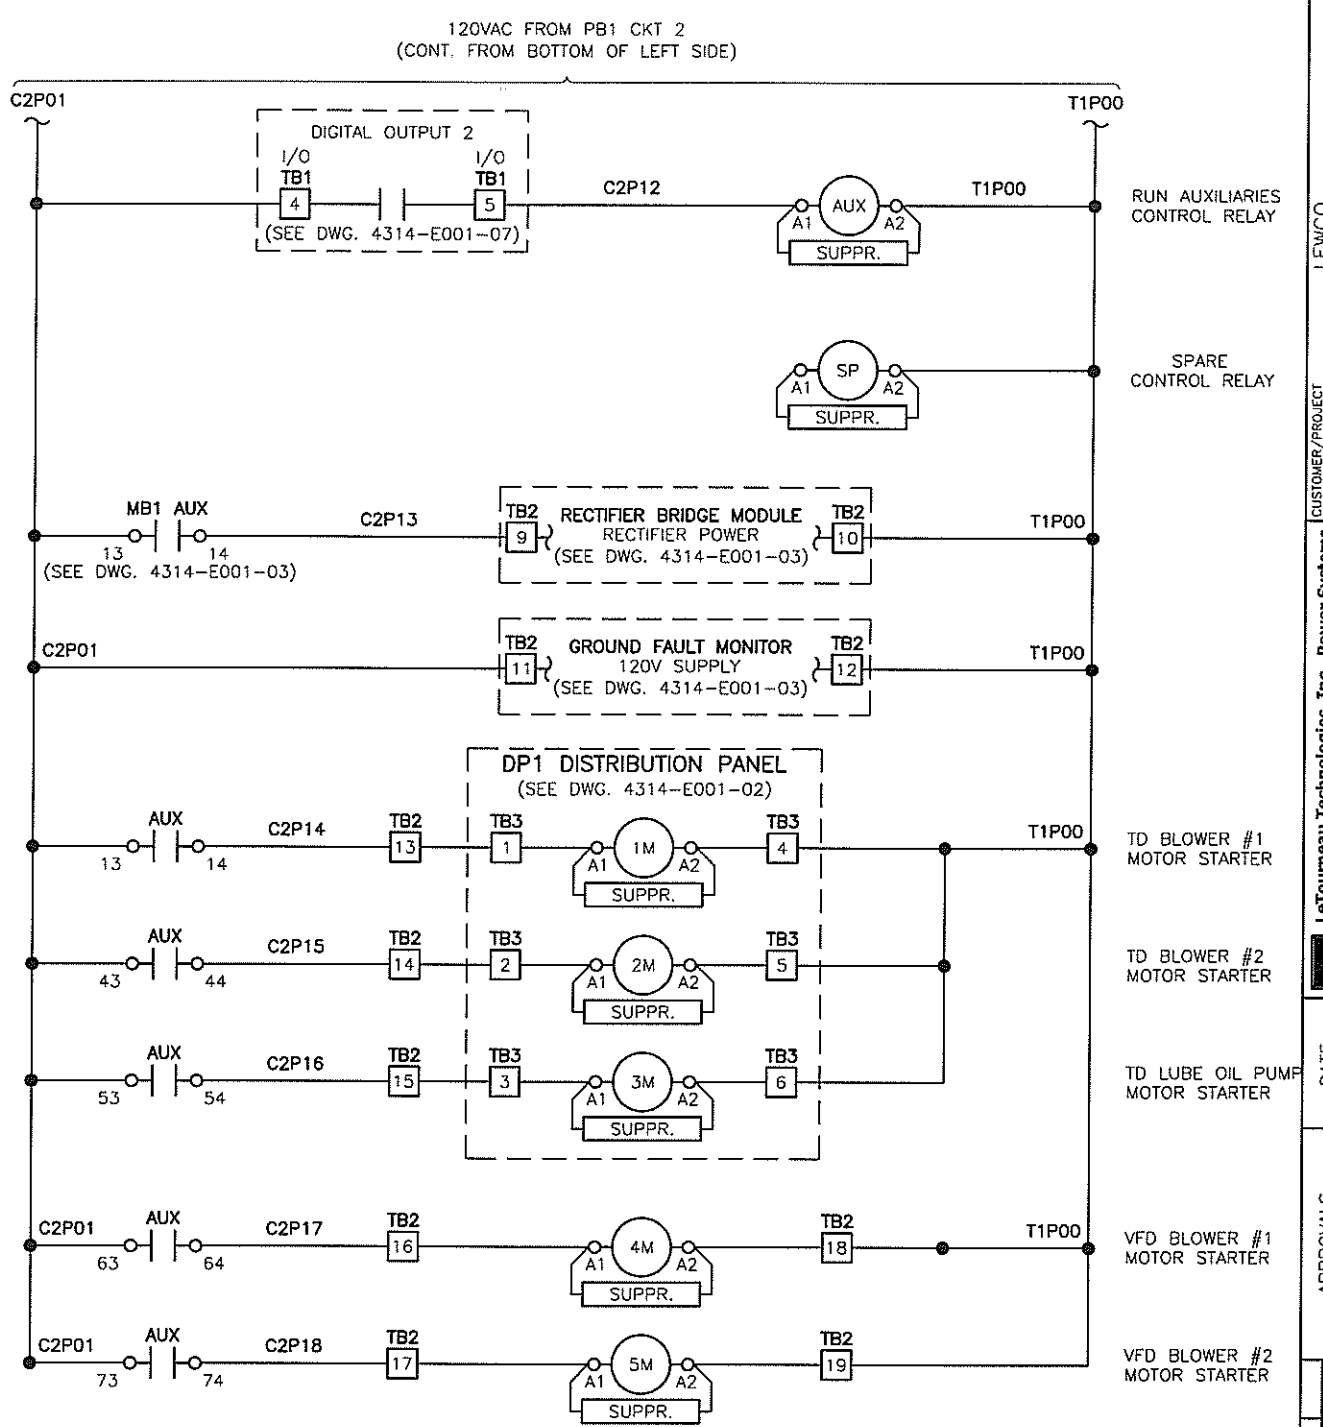 120VAC FROM PB1 CKT 2
(CONT. FROM BOTTOM OF LEFT SIDE)
C2P01
T1P00
DIGITAL OUTPUT 2
I/O I/O
TB1 TB1
4 5
(SEE DWG. 4314-E001-07)
C2P12
A1 AUX A2
SUPPR.
T1P00
RUN AUXILIARIES
CONTROL RELAY
A1 SP A2
SUPPR.
SPARE
CONTROL RELAY
MB1 AUX
13 14
(SEE DWG. 4314-E001-03)
C2P13
TB2 RECTIFIER BRIDGE MODULE TB2
9 RECTIFIER POWER 10
(SEE DWG. 4314-E001-03)
T1P00
C2P01
TB2 GROUND FAULT MONITOR TB2
11 120V SUPPLY 12
(SEE DWG. 4314-E001-03)
T1P00
DP1 DISTRIBUTION PANEL
(SEE DWG. 4314-E001-02)
AUX
13 14
C2P14
TB2
13
TB3
1
A1 1M A2
SUPPR.
TB3
4
T1P00
TD BLOWER #1
MOTOR STARTER
AUX
43 44
C2P15
TB2
14
TB3
2
A1 2M A2
SUPPR.
TB3
5
TD BLOWER #2
MOTOR STARTER
AUX
53 54
C2P16
TB2
15
TB3
3
A1 3M A2
SUPPR.
TB3
6
TD LUBE OIL PUMP
MOTOR STARTER
C2P01
AUX
63 64
C2P17
TB2
16
A1 4M A2
SUPPR.
TB2
18
T1P00
VFD BLOWER #1
MOTOR STARTER
C2P01
AUX
73 74
C2P18
TB2
17
A1 5M A2
SUPPR.
TB2
19
VFD BLOWER #2
MOTOR STARTER
CUSTOMER/PROJECT
LeTourneau Technologies, Inc. Power Systems